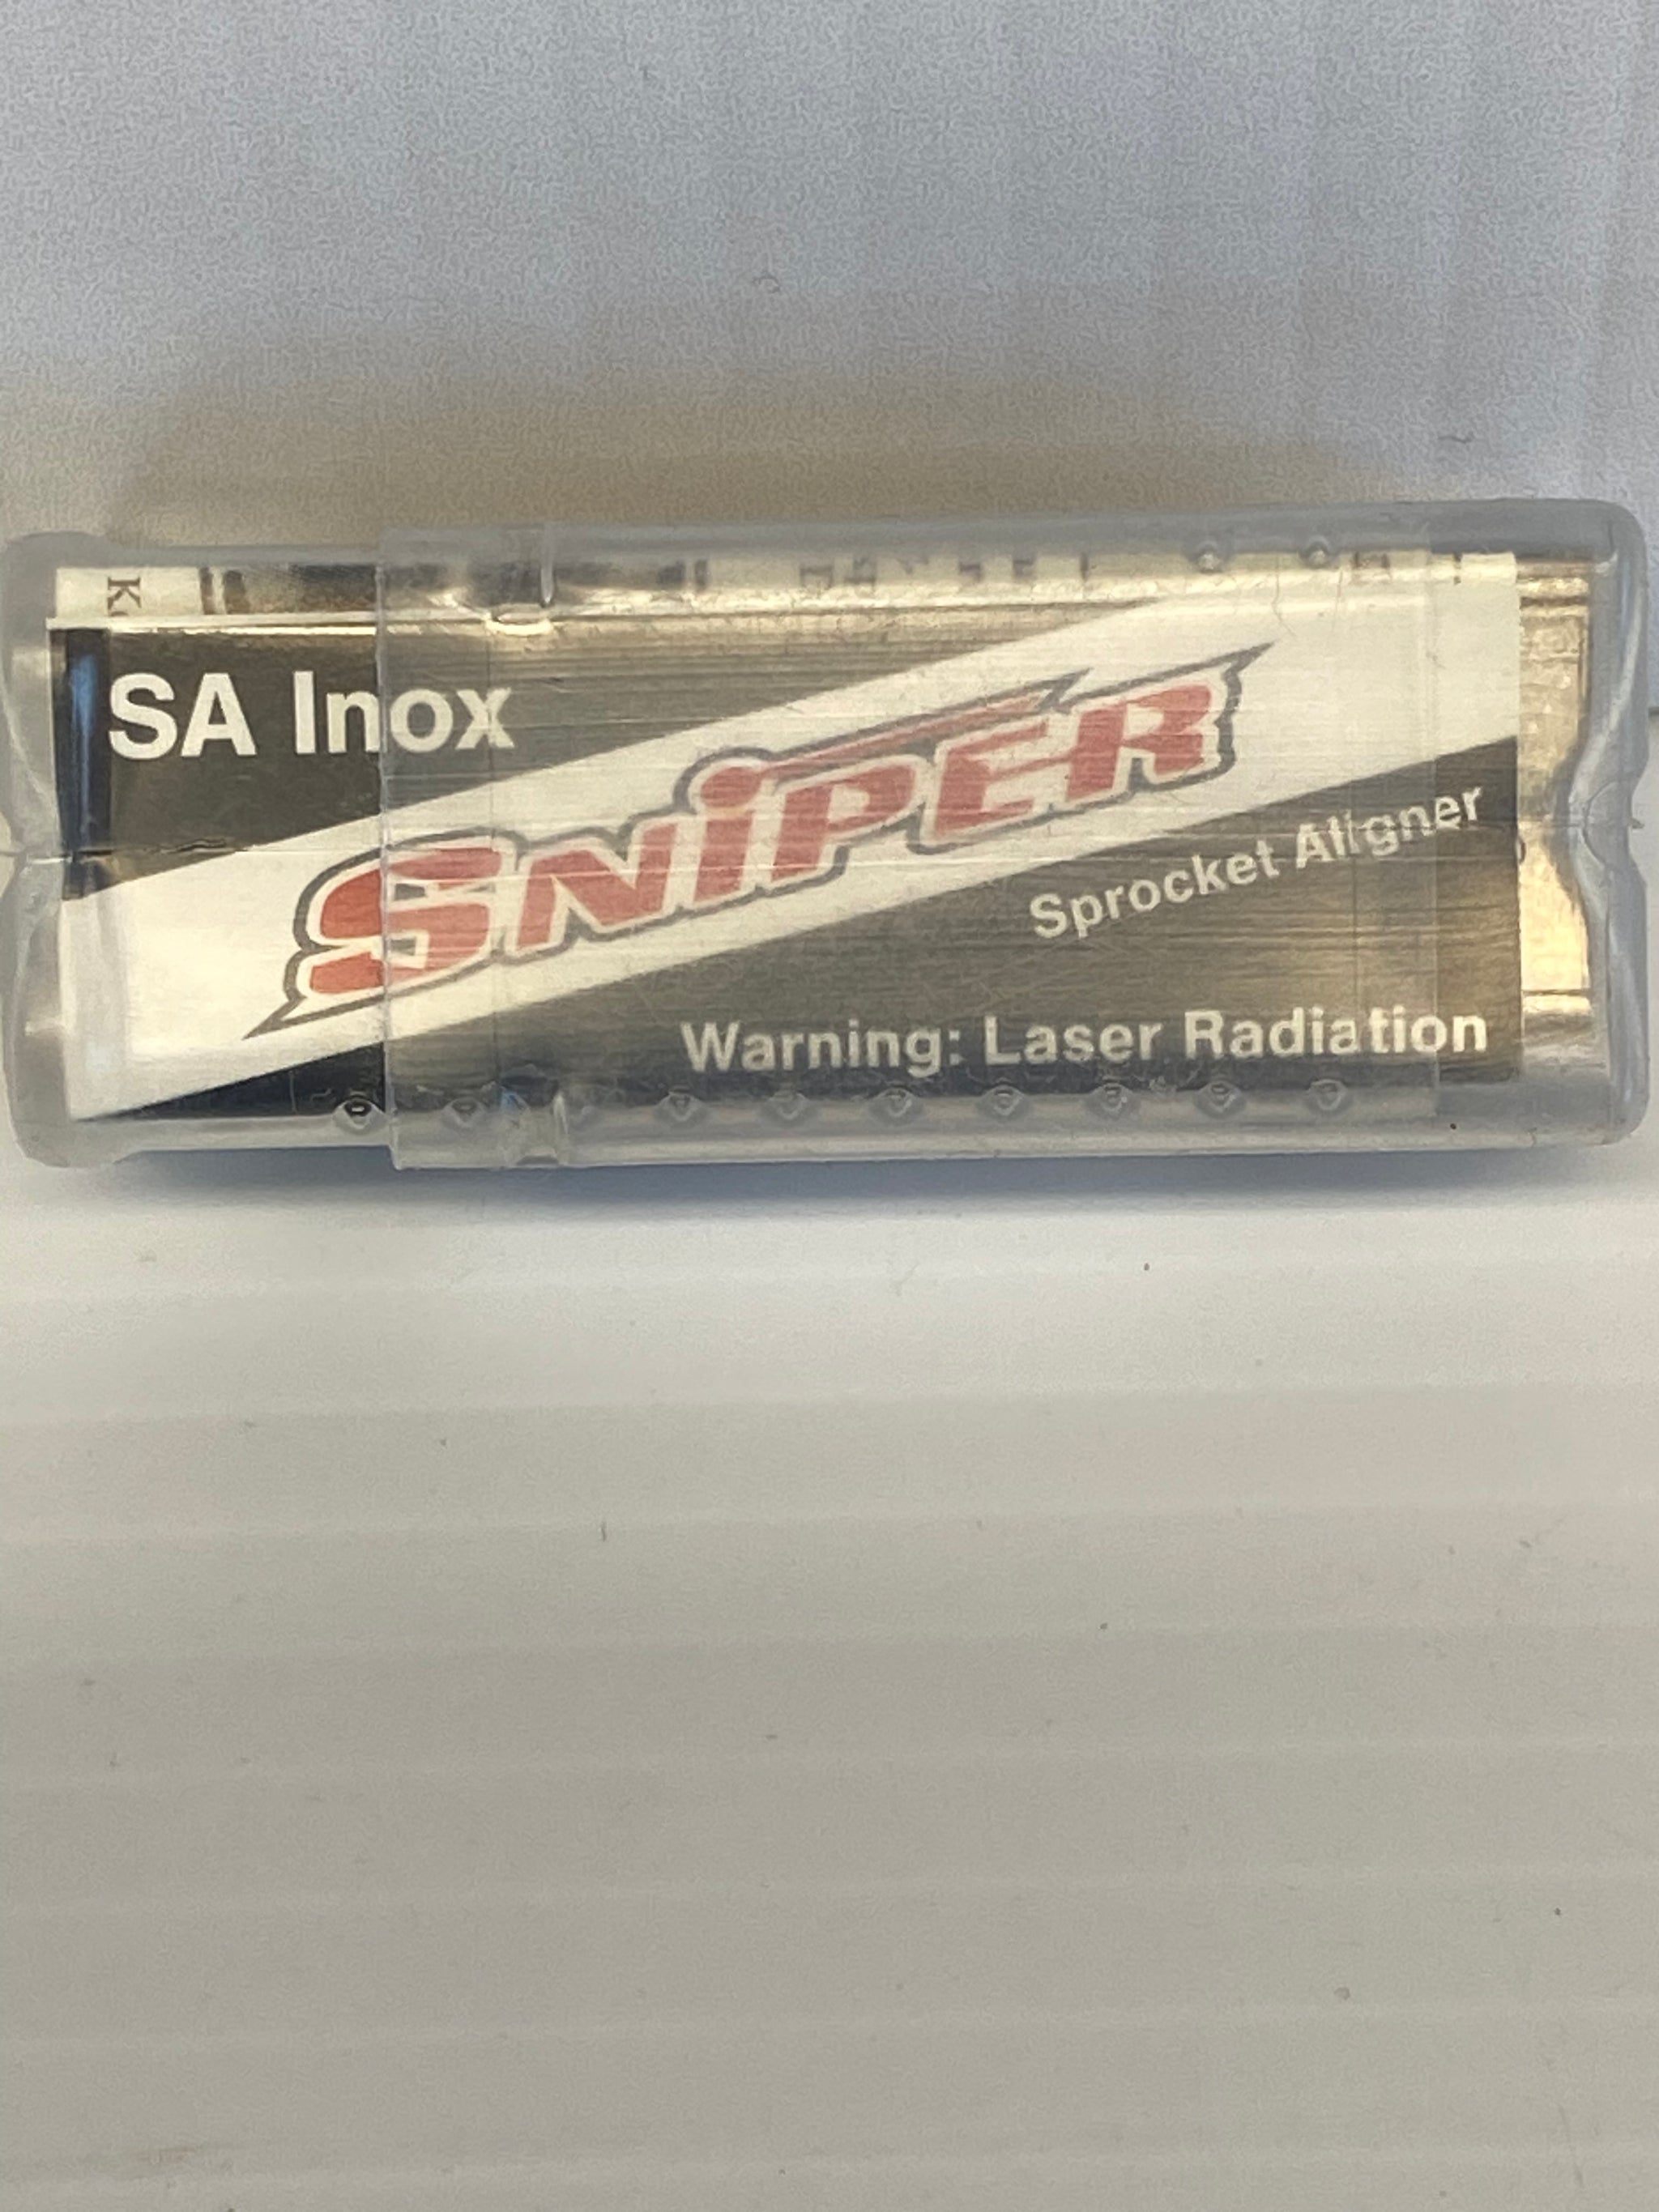 K
SA Inox
SNiPER
Sprocket Aligner
Warning: Laser Radiation